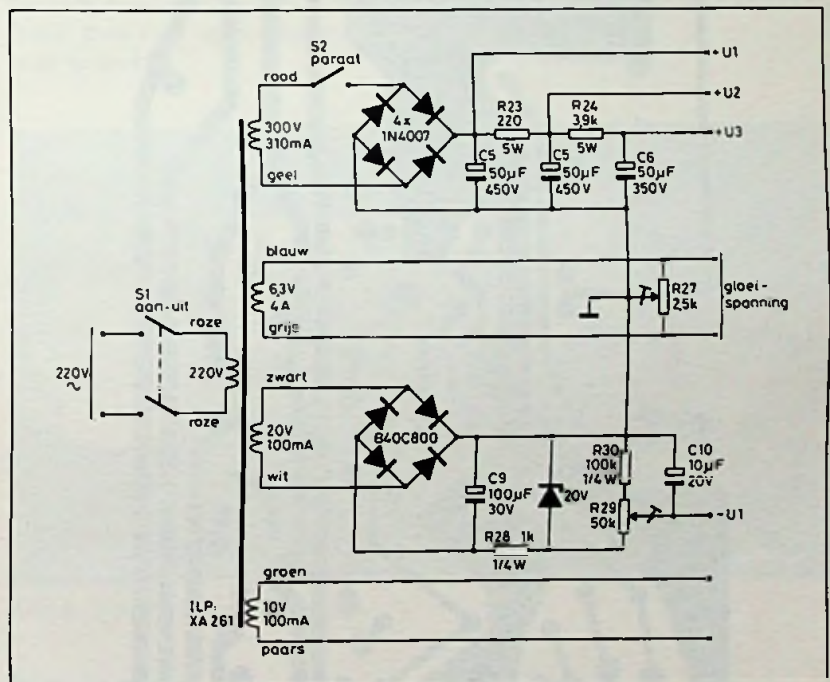 S2
paraat
rood
300V
310mA
geel
4x
1N4007
R23
220
5W
R24
3,9k
5W
C5
50µF
450V
C5
50µF
450V
C6
50µF
350V
+U1
+U2
+U3
blauw
6,3V
4A
grijs
R27
2,5k
gloei-
spanning
S1
aan-uit
roze
220V
~
220V
roze
zwart
20V
100mA
wit
B40C800
C9
100µF
30V
R28 1k
1/4W
20V
R30
100k
1/4W
R29
50k
C10
10µF
20V
-U1
groen
10V
100mA
paars
ILP:
XA261